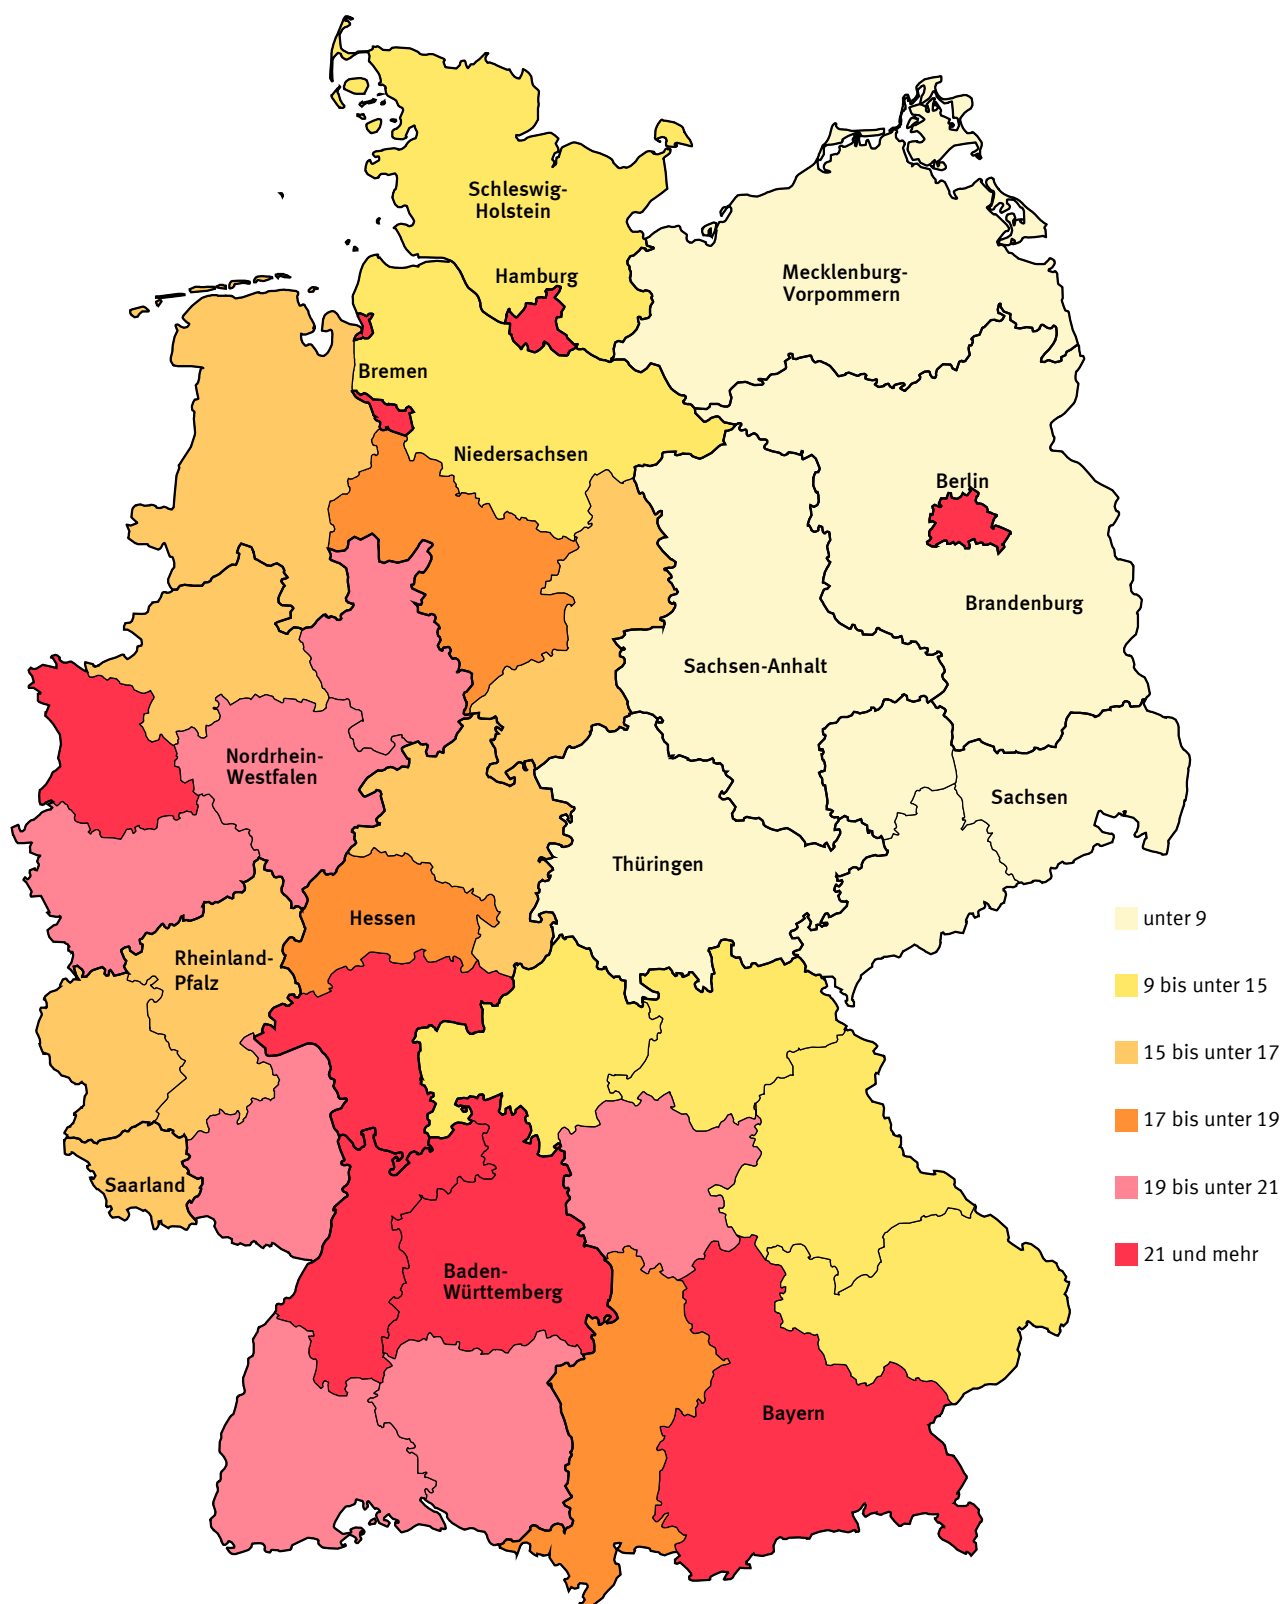 Schleswig-
Holstein
Hamburg
Mecklenburg-
Vorpommern
Bremen
Niedersachsen
Berlin
Brandenburg
Sachsen-Anhalt
Nordrhein-
Westfalen
Sachsen
Thüringen
Hessen
Rheinland-
Pfalz
Saarland
Baden-
Württemberg
Bayern
unter 9
9 bis unter 15
15 bis unter 17
17 bis unter 19
19 bis unter 21
21 und mehr